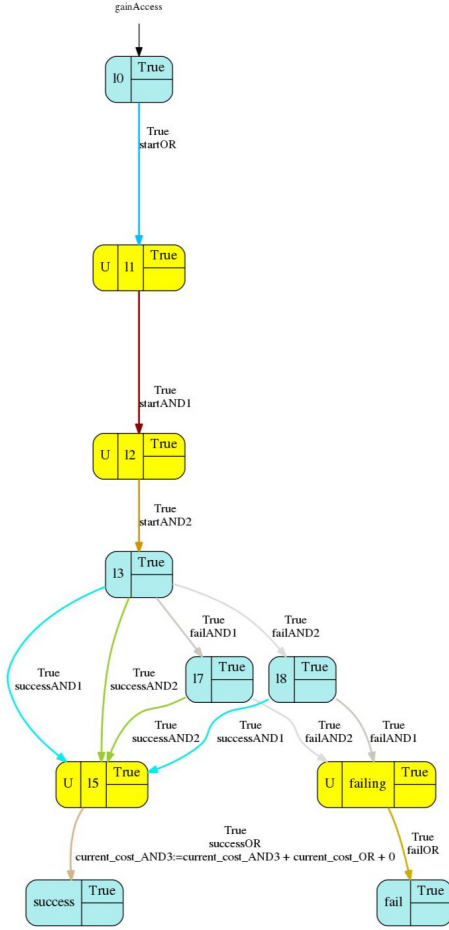 gainAccess
l0 True
True
startOR
U l1 True
True
startAND1
U l2 True
True
startAND2
l3 True
True
failAND1
True
failAND2
True
successAND1
True
successAND2
l7 True
l8 True
True
successAND2
True
successAND1
True
failAND2
True
failAND1
U l5 True
U failing True
True
successOR
current_cost_AND3:=current_cost_AND3 + current_cost_OR + 0
True
failOR
success True
fail True